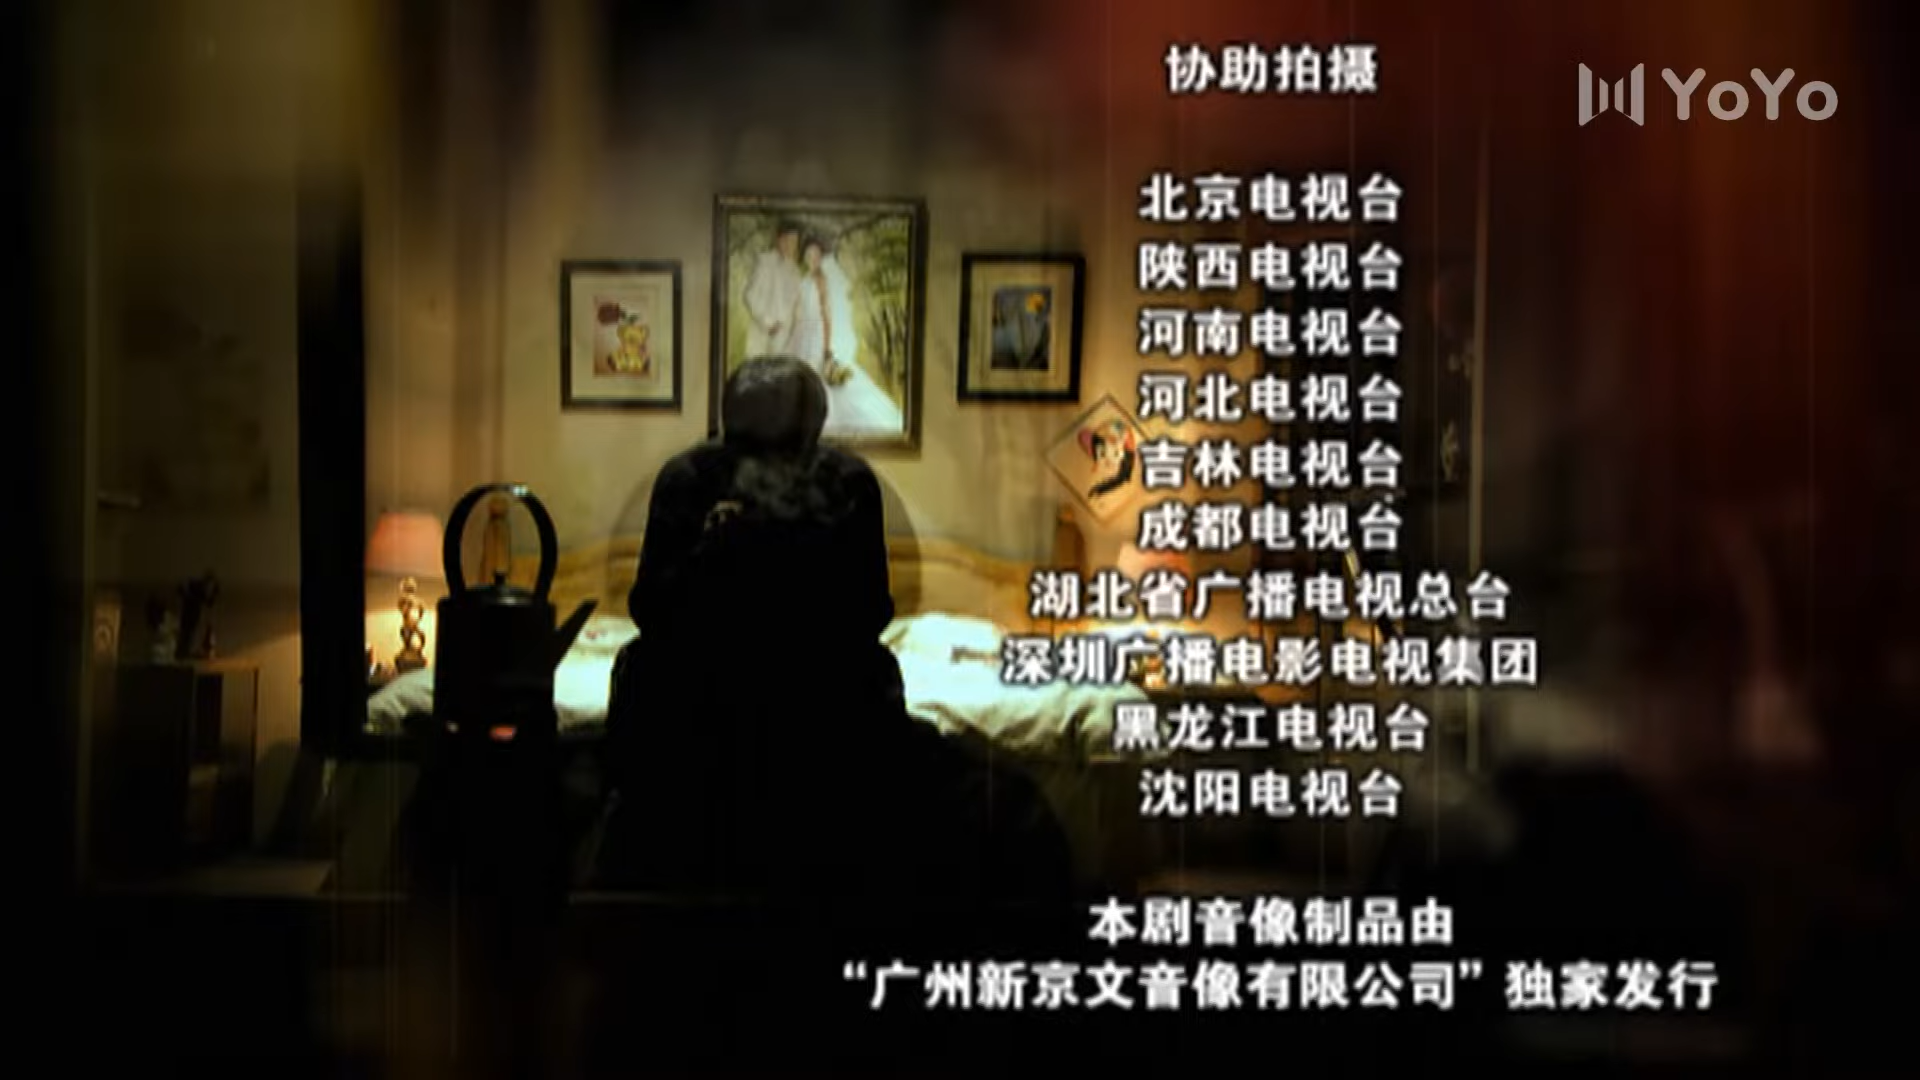 协助拍摄
YoYo
北京电视台
陕西电视台
河南电视台
河北电视台
吉林电视台
成都电视台
湖北省广播电视总台
深圳广播电影电视集团
黑龙江电视台
沈阳电视台
本剧音像制品由
“广州新京文音像有限公司”独家发行